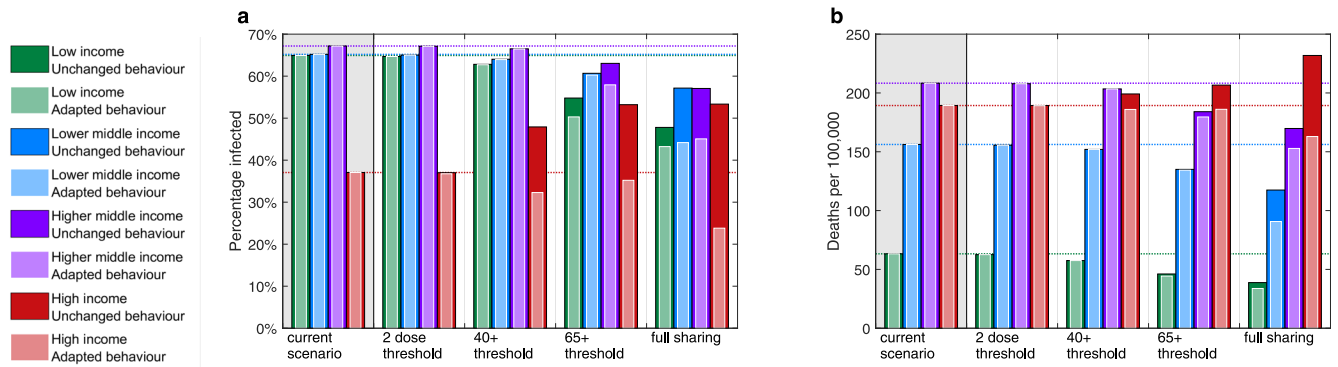 Low income
Unchanged behaviour
Low income
Adapted behaviour
Lower middle income
Unchanged behaviour
Lower middle income
Adapted behaviour
Higher middle income
Unchanged behaviour
Higher middle income
Adapted behaviour
High income
Unchanged behaviour
High income
Adapted behaviour
a
Percentage infected
70%
60%
50%
40%
30%
20%
10%
0%
current
scenario
2 dose
threshold
40+
threshold
65+
threshold
full sharing
b
Deaths per 100,000
250
200
150
100
50
0
current
scenario
2 dose
threshold
40+
threshold
65+
threshold
full sharing